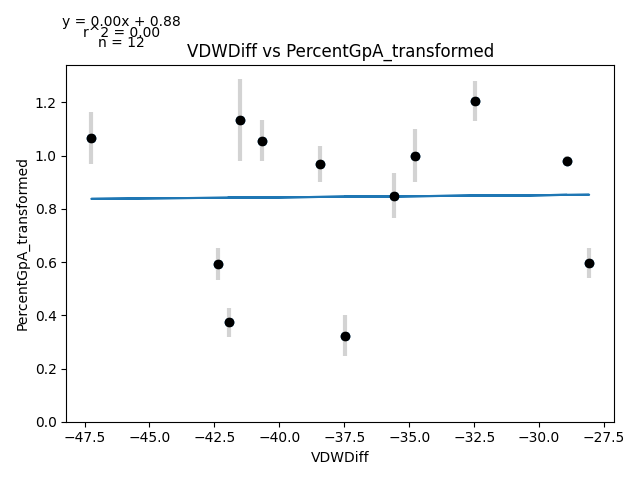 y = 0.00x + 0.88
r^2 = 0.00
n = 12
VDWDiff vs PercentGpA_transformed
PercentGpA_transformed
1.2
1.0
0.8
0.6
0.4
0.2
0.0
−47.5 −45.0 −42.5 −40.0 −37.5 −35.0 −32.5 −30.0 −27.5
VDWDiff